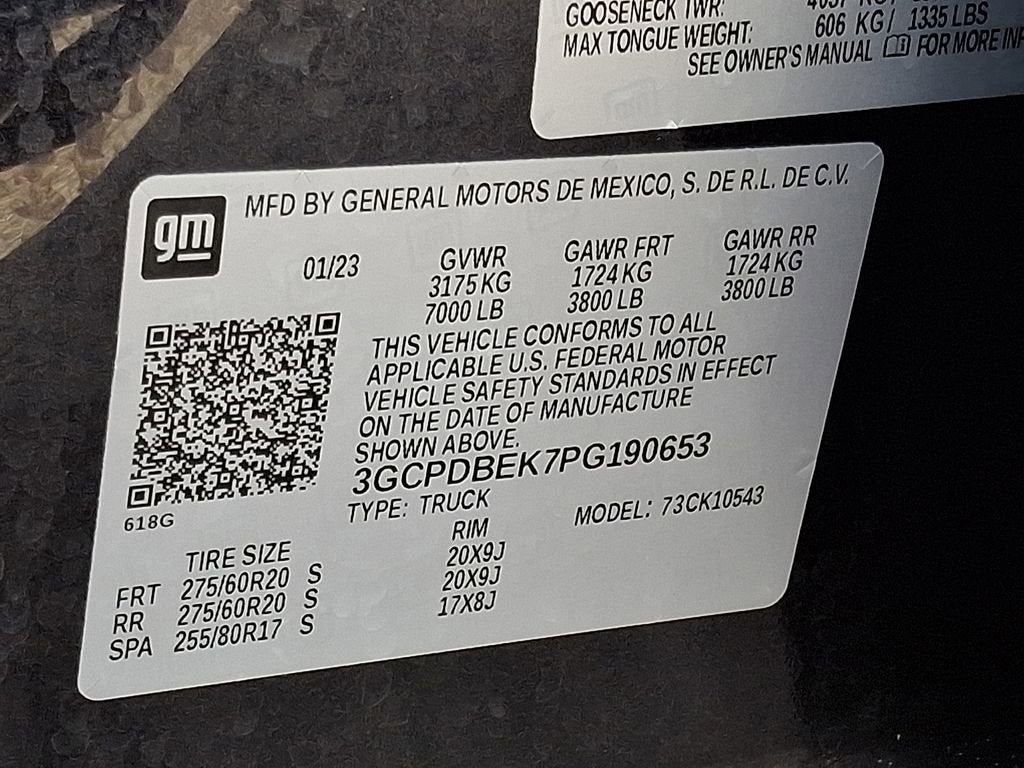 GOOSENECK TWR:
MAX TONGUE WEIGHT: 606 KG/ 1335 LBS
SEE OWNER'S MANUAL FOR MORE
gm MFD BY GENERAL MOTORS DE MEXICO, S. DE R.L. DE C.V.
01/23 GVWR GAWR FRT GAWR RR
3175 KG 1724 KG 1724 KG
7000 LB 3800 LB 3800 LB
THIS VEHICLE CONFORMS TO ALL
APPLICABLE U.S. FEDERAL MOTOR
VEHICLE SAFETY STANDARDS IN EFFECT
ON THE DATE OF MANUFACTURE
SHOWN ABOVE.
3GCPDBEK7PG190653
618G
TYPE: TRUCK MODEL: 73CK10543
TIRE SIZE RIM
FRT 275/60R20 S 20X9J
RR 275/60R20 S 20X9J
SPA 255/80R17 S 17X8J